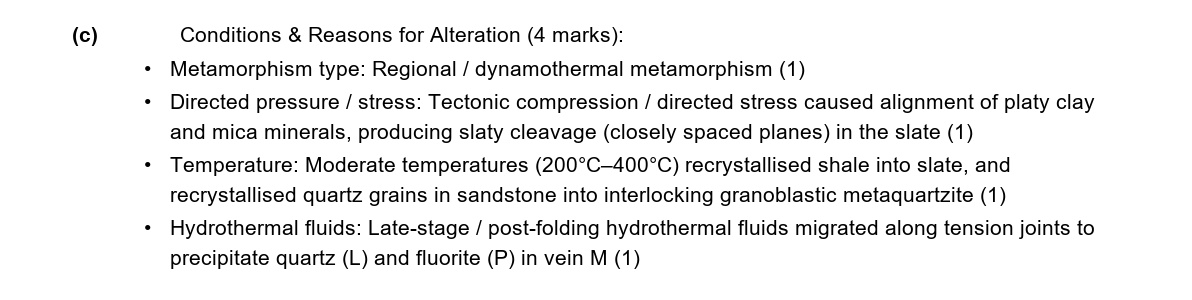 (c) Conditions & Reasons for Alteration (4 marks):
• Metamorphism type: Regional / dynamothermal metamorphism (1)
• Directed pressure / stress: Tectonic compression / directed stress caused alignment of platy clay
and mica minerals, producing slaty cleavage (closely spaced planes) in the slate (1)
• Temperature: Moderate temperatures (200°C–400°C) recrystallised shale into slate, and
recrystallised quartz grains in sandstone into interlocking granoblastic metaquartzite (1)
• Hydrothermal fluids: Late-stage / post-folding hydrothermal fluids migrated along tension joints to
precipitate quartz (L) and fluorite (P) in vein M (1)